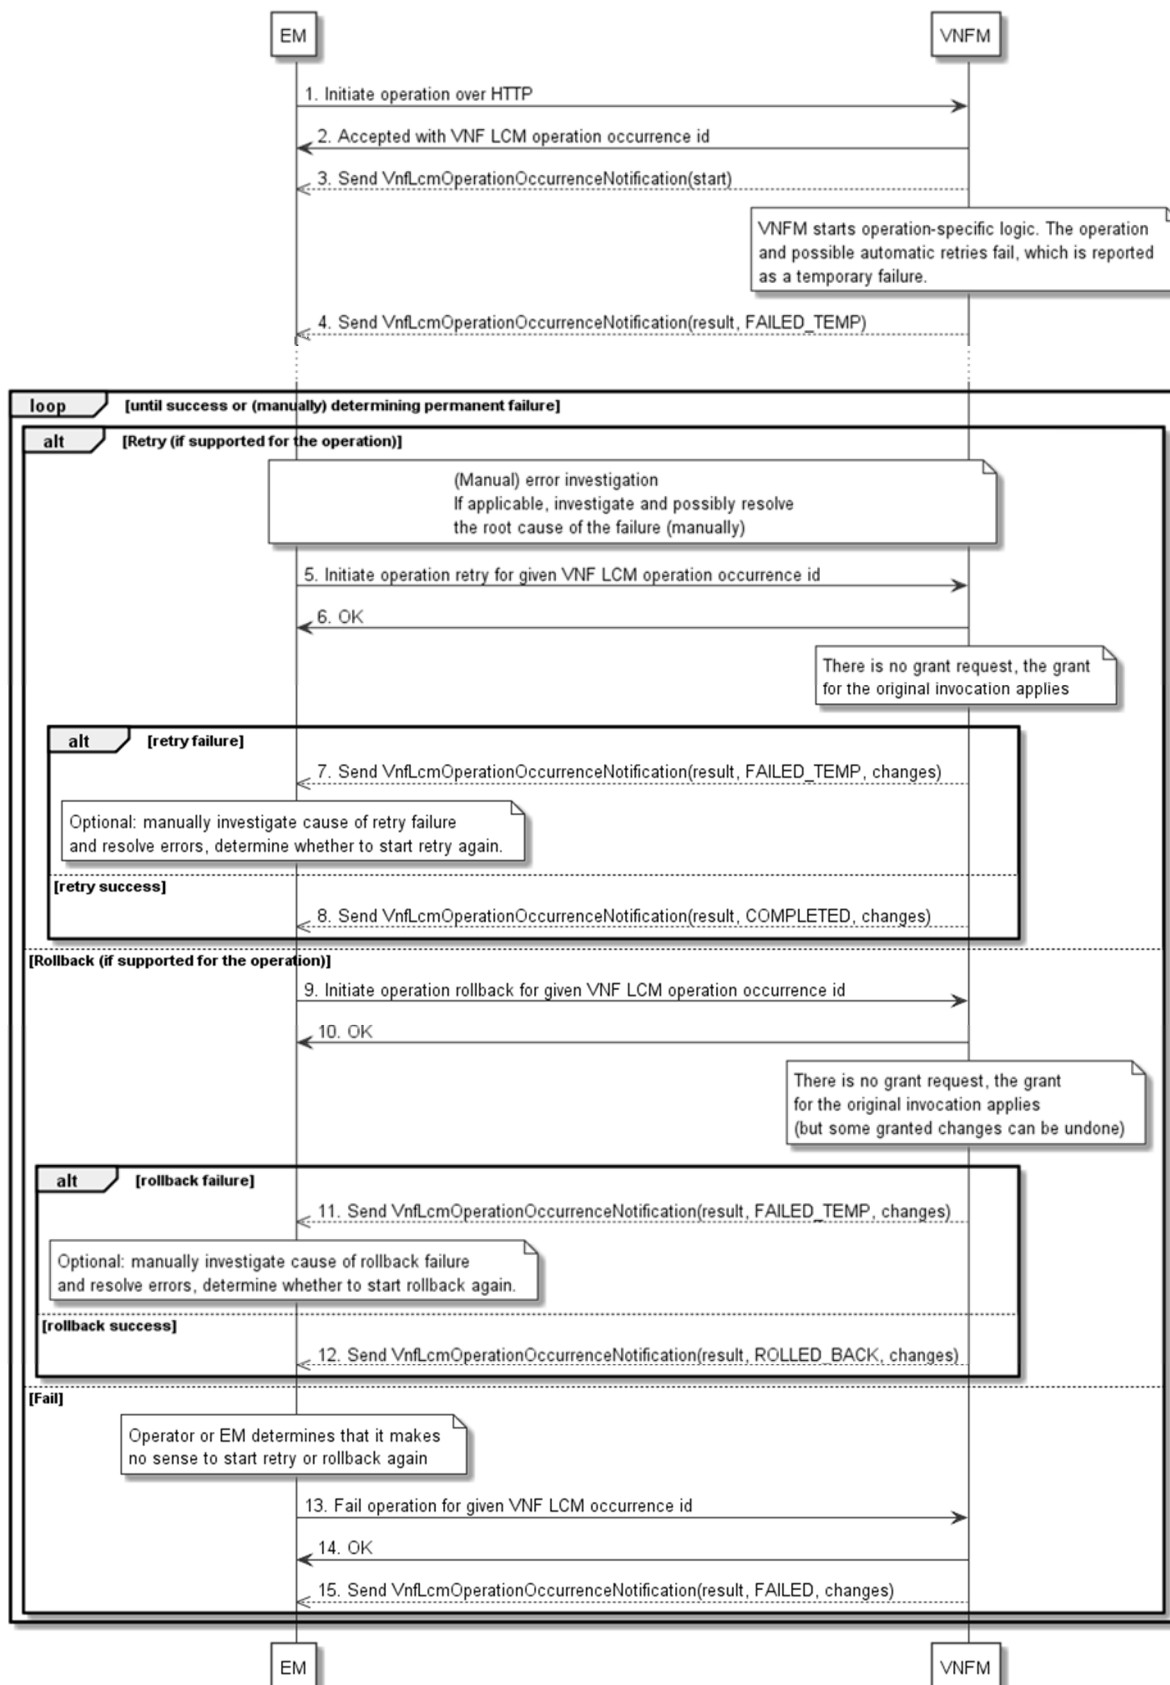 EM
VNFM
1. Initiate operation over HTTP
2. Accepted with VNF LCM operation occurrence id
3. Send VnfLcmOperationOccurrenceNotification(start)
VNFM starts operation-specific logic. The operation
and possible automatic retries fail, which is reported
as a temporary failure.
4. Send VnfLcmOperationOccurrenceNotification(result, FAILED_TEMP)
loop
[until success or (manually) determining permanent failure]
alt
[Retry (if supported for the operation)]
(Manual) error investigation
If applicable, investigate and possibly resolve
the root cause of the failure (manually)
5. Initiate operation retry for given VNF LCM operation occurrence id
6. OK
There is no grant request, the grant
for the original invocation applies
alt
[retry failure]
7. Send VnfLcmOperationOccurrenceNotification(result, FAILED_TEMP, changes)
Optional: manually investigate cause of retry failure
and resolve errors, determine whether to start retry again.
[retry success]
8. Send VnfLcmOperationOccurrenceNotification(result, COMPLETED, changes)
[Rollback (if supported for the operation)]
9. Initiate operation rollback for given VNF LCM operation occurrence id
10. OK
There is no grant request, the grant
for the original invocation applies
(but some granted changes can be undone)
alt
[rollback failure]
11. Send VnfLcmOperationOccurrenceNotification(result, FAILED_TEMP, changes)
Optional: manually investigate cause of rollback failure
and resolve errors, determine whether to start rollback again.
[rollback success]
12. Send VnfLcmOperationOccurrenceNotification(result, ROLLED_BACK, changes)
[Fail]
Operator or EM determines that it makes
no sense to start retry or rollback again
13. Fail operation for given VNF LCM occurrence id
14. OK
15. Send VnfLcmOperationOccurrenceNotification(result, FAILED, changes)
EM
VNFM